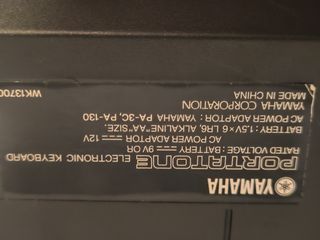 YAMAHA
PORTATONE ELECTRONIC KEYBOARD
RATED VOLTAGE : BATTERY ⎓ 9V OR
AC POWER ADAPTOR ⎓ 12V
BATTERY : 1.5V × 6 LR6, ALKALINE"AA"SIZE.
AC POWER ADAPTOR : YAMAHA PA-3C, PA-130
YAMAHA CORPORATION
MADE IN CHINA
WK13700